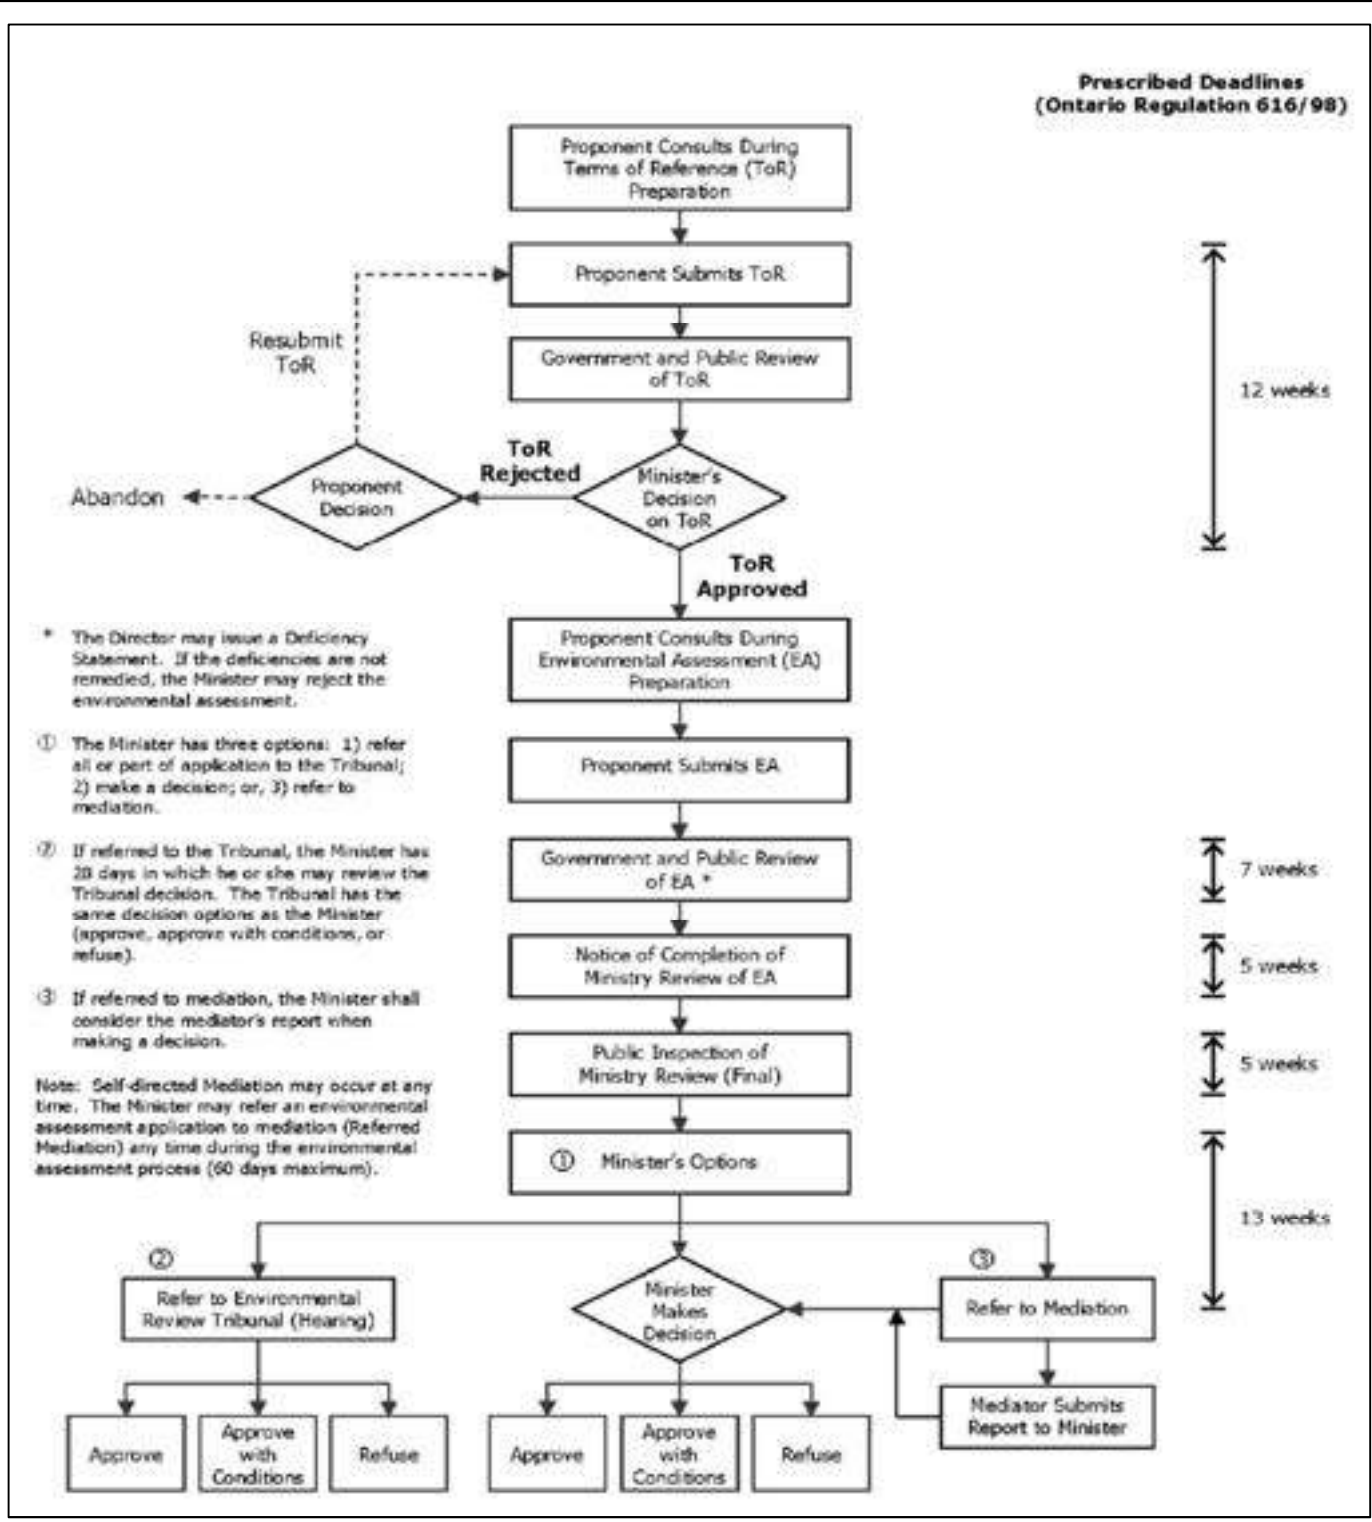 Prescribed Deadlines
(Ontario Regulation 616/98)
Proponent Consults During
Terms of Reference (ToR)
Preparation
Proponent Submits ToR
Resubmit
ToR
Government and Public Review
of ToR
12 weeks
ToR
Rejected
Minister's
Decision
on ToR
Proponent
Decision
Abandon
ToR
Approved
Proponent Consults During
Environmental Assessment (EA)
Preparation
Proponent Submits EA
Government and Public Review
of EA *
7 weeks
Notice of Completion of
Ministry Review of EA
5 weeks
Public Inspection of
Ministry Review (Final)
5 weeks
① Minister's Options
13 weeks
* The Director may issue a Deficiency
Statement. If the deficiencies are not
remedied, the Minister may reject the
environmental assessment.
① The Minister has three options: 1) refer
all or part of application to the Tribunal;
2) make a decision; or, 3) refer to
mediation.
② If referred to the Tribunal, the Minister has
28 days in which he or she may review the
Tribunal decision. The Tribunal has the
same decision options as the Minister
(approve, approve with conditions, or
refuse).
③ If referred to mediation, the Minister shall
consider the mediator's report when
making a decision.
Note: Self-directed Mediation may occur at any
time. The Minister may refer an environmental
assessment application to mediation (Referred
Mediation) any time during the environmental
assessment process (60 days maximum).
②
Refer to Environmental
Review Tribunal (Hearing)
Minister
Makes
Decision
③
Refer to Mediation
Mediator Submits
Report to Minister
Approve
Approve
with
Conditions
Refuse
Approve
Approve
with
Conditions
Refuse